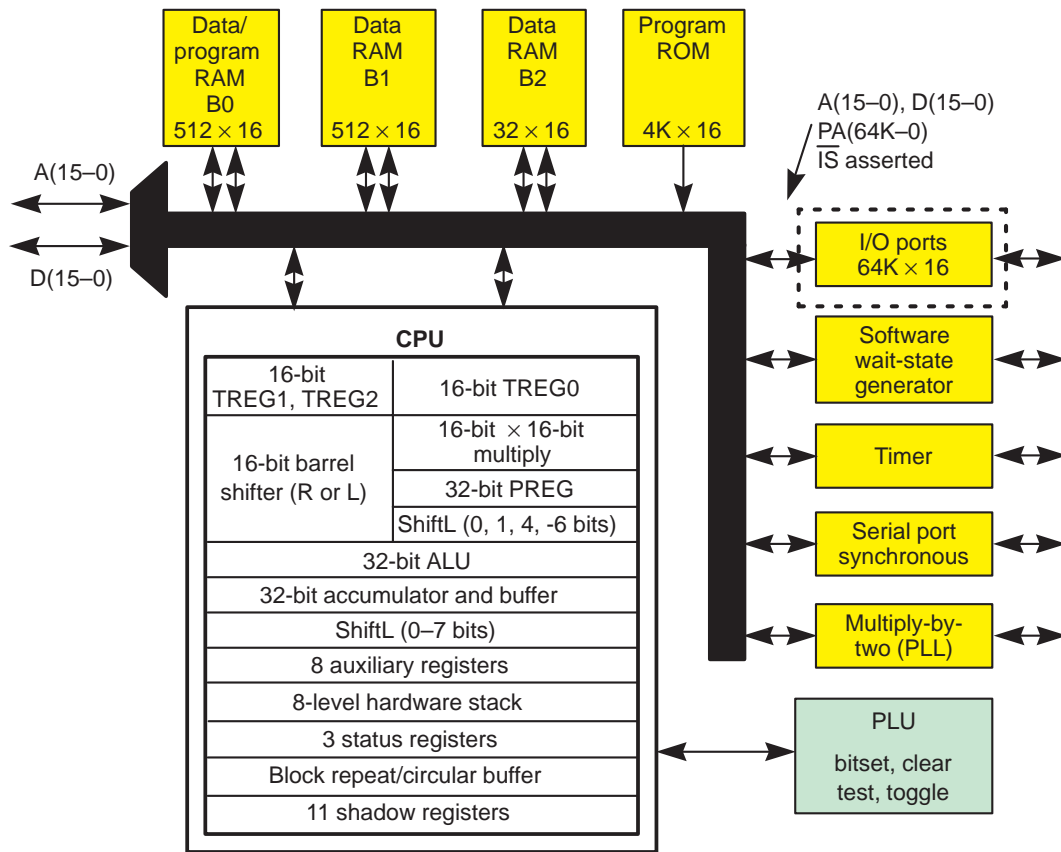 Data/
program
RAM
B0
512 × 16
Data
RAM
B1
512 × 16
Data
RAM
B2
32 × 16
Program
ROM
4K × 16
A(15–0), D(15–0)
PA(64K–0)
IS asserted
A(15–0)
D(15–0)
I/O ports
64K × 16
Software
wait-state
generator
Timer
Serial port
synchronous
Multiply-by-
two (PLL)
CPU
16-bit
TREG1, TREG2
16-bit TREG0
16-bit barrel
shifter (R or L)
16-bit × 16-bit
multiply
32-bit PREG
ShiftL (0, 1, 4, -6 bits)
32-bit ALU
32-bit accumulator and buffer
ShiftL (0–7 bits)
8 auxiliary registers
8-level hardware stack
3 status registers
Block repeat/circular buffer
11 shadow registers
PLU
bitset, clear
test, toggle